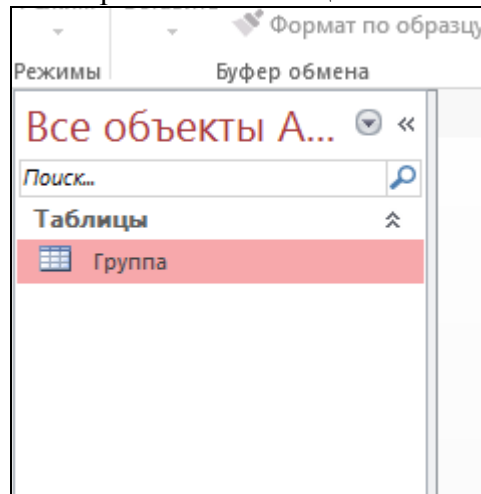 Формат по образцу
Режимы
Буфер обмена
Все объекты A... «
Поиск...
Таблицы
Группа